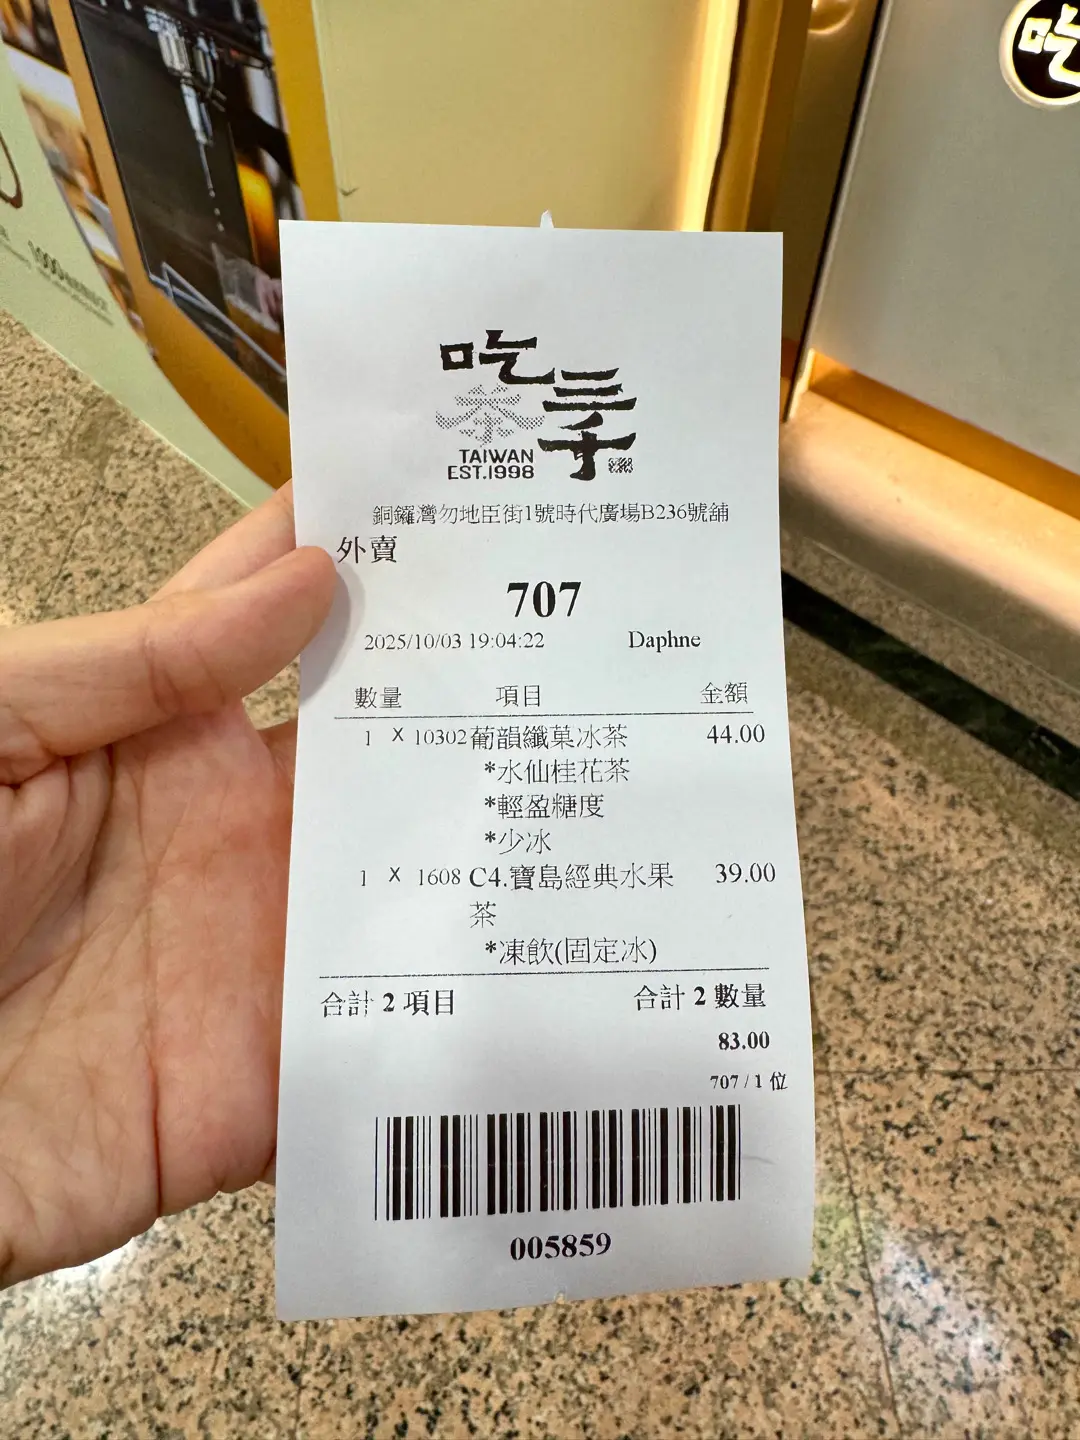 吃
吃茶三千
TAIWAN
EST.1998
銅鑼灣勿地臣街1號時代廣場B236號舖
外賣
707
2025/10/03 19:04:22 Daphne
數量 項目 金額
1 X 10302 葡韻纖菓冰茶 44.00
*水仙桂花茶
*輕盈糖度
*少冰
1 X 1608 C4.寶島經典水果 39.00
茶
*凍飲(固定冰)
合計 2 項目 合計 2 數量
83.00
707 / 1 位
005859